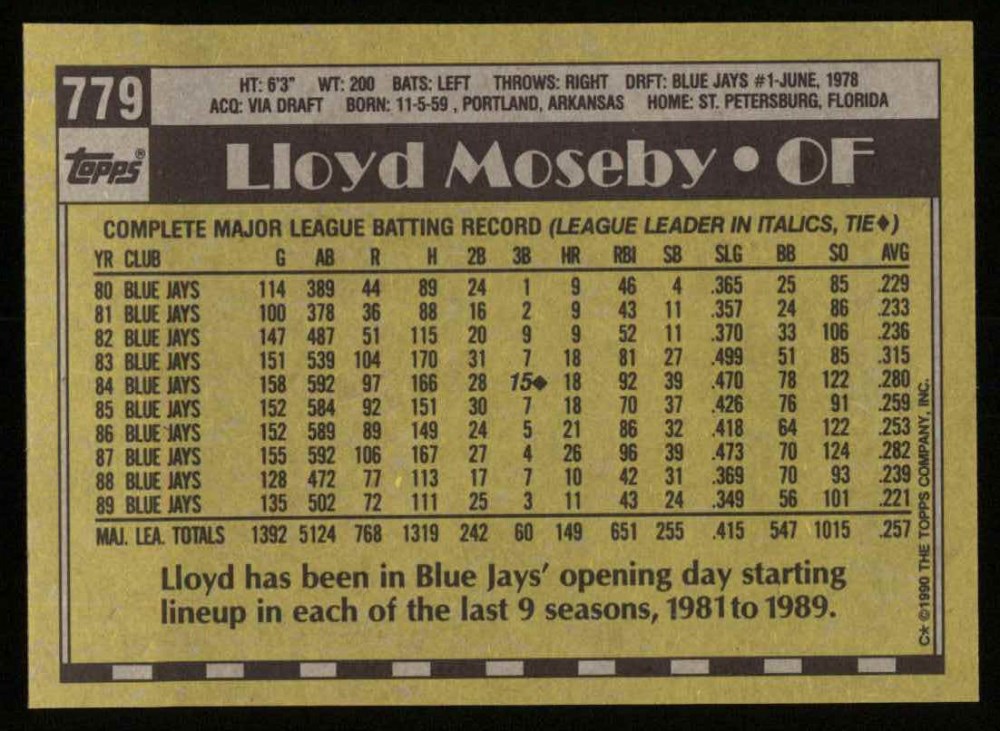 779
HT: 6'3" WT: 200 BATS: LEFT THROWS: RIGHT DRFT: BLUE JAYS #1-JUNE, 1978
ACQ: VIA DRAFT BORN: 11-5-59, PORTLAND, ARKANSAS HOME: ST. PETERSBURG, FLORIDA
topps®
Lloyd Moseby • OF
COMPLETE MAJOR LEAGUE BATTING RECORD (LEAGUE LEADER IN ITALICS, TIE♦)
YR CLUB G AB R H 2B 3B HR RBI SB SLG BB SO AVG
80 BLUE JAYS 114 389 44 89 24 1 9 46 4 .365 25 85 .229
81 BLUE JAYS 100 378 36 88 16 2 9 43 11 .357 24 86 .233
82 BLUE JAYS 147 487 51 115 20 9 9 52 11 .370 33 106 .236
83 BLUE JAYS 151 539 104 170 31 7 18 81 27 .499 51 85 .315
84 BLUE JAYS 158 592 97 166 28 15♦ 18 92 39 .470 78 122 .280
85 BLUE JAYS 152 584 92 151 30 7 18 70 37 .426 76 91 .259
86 BLUE JAYS 152 589 89 149 24 5 21 86 32 .418 64 122 .253
87 BLUE JAYS 155 592 106 167 27 4 26 96 39 .473 70 124 .282
88 BLUE JAYS 128 472 77 113 17 7 10 42 31 .369 70 93 .239
89 BLUE JAYS 135 502 72 111 25 3 11 43 24 .349 56 101 .221
MAJ. LEA. TOTALS 1392 5124 768 1319 242 60 149 651 255 .415 547 1015 .257
Lloyd has been in Blue Jays' opening day starting
lineup in each of the last 9 seasons, 1981 to 1989.
C* ©1990 THE TOPPS COMPANY, INC.